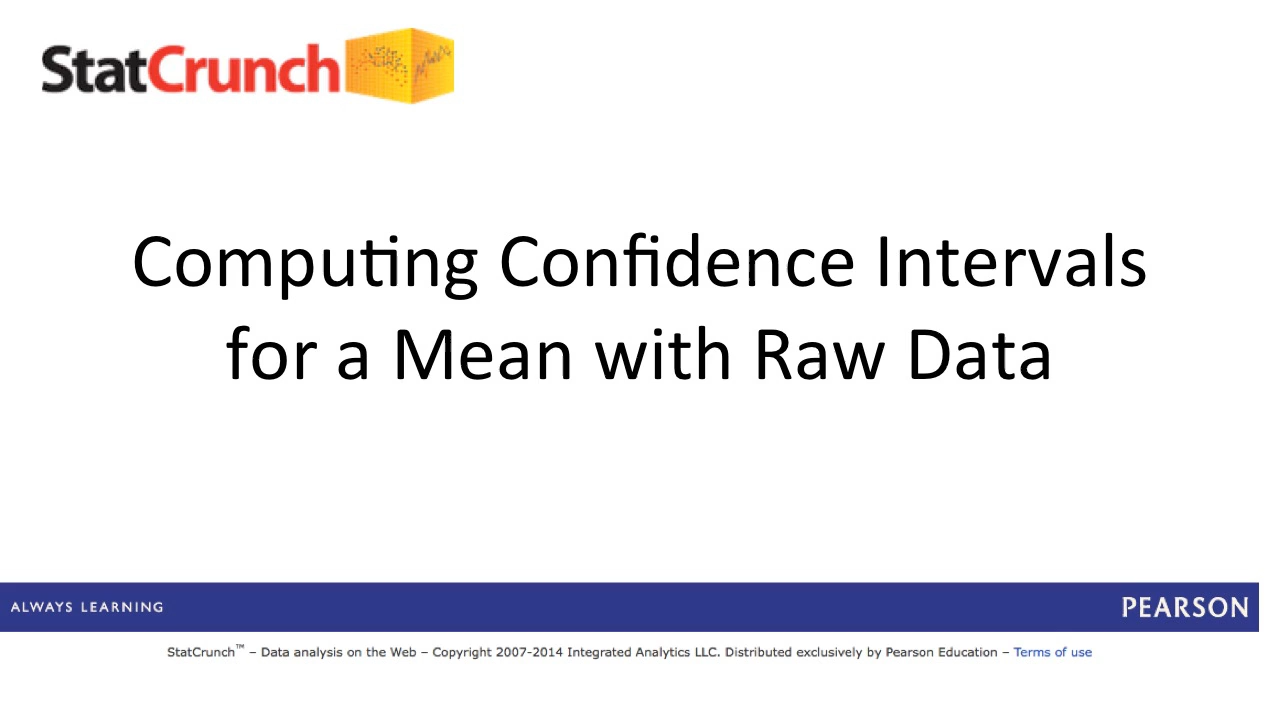 StatCrunch
Computing Confidence Intervals
for a Mean with Raw Data
ALWAYS LEARNING
PEARSON
StatCrunch™ – Data analysis on the Web – Copyright 2007-2014 Integrated Analytics LLC. Distributed exclusively by Pearson Education – Terms of use